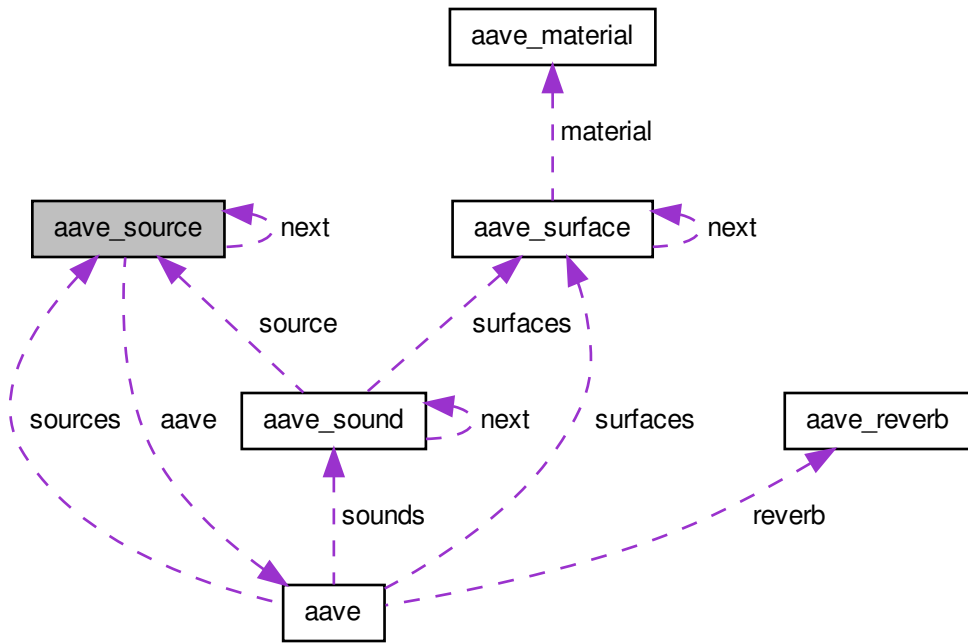 aave_material
material
aave_source
next
aave_surface
next
source
surfaces
sources
aave
aave_sound
next
surfaces
aave_reverb
sounds
reverb
aave